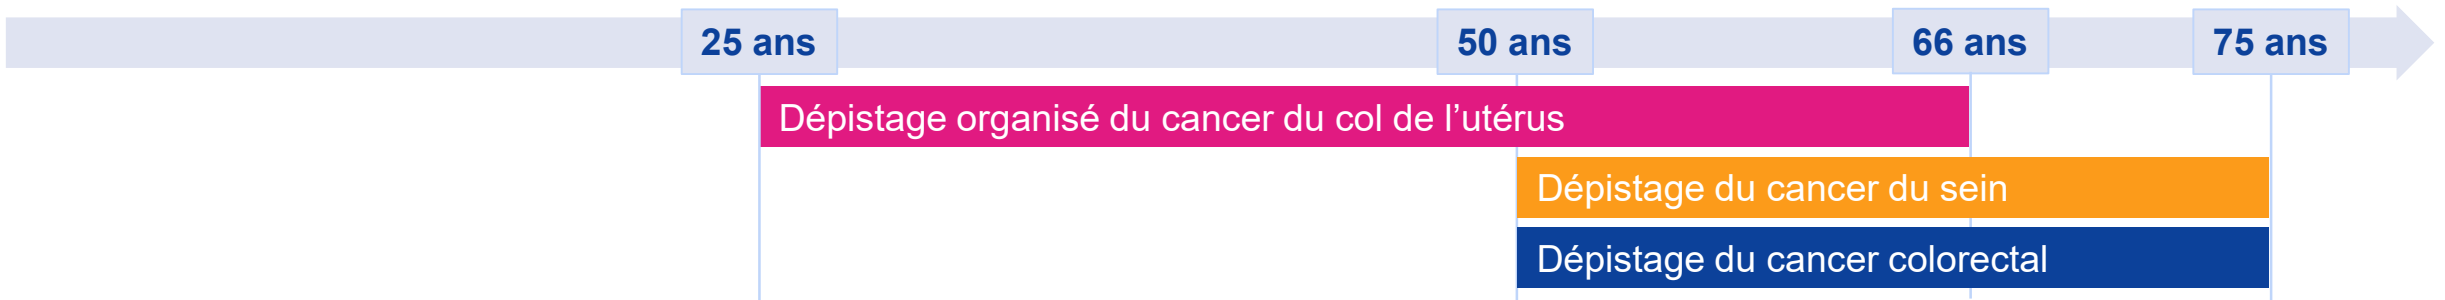 25 ans
50 ans
66 ans
75 ans
Dépistage organisé du cancer du col de l’utérus
Dépistage du cancer du sein
Dépistage du cancer colorectal